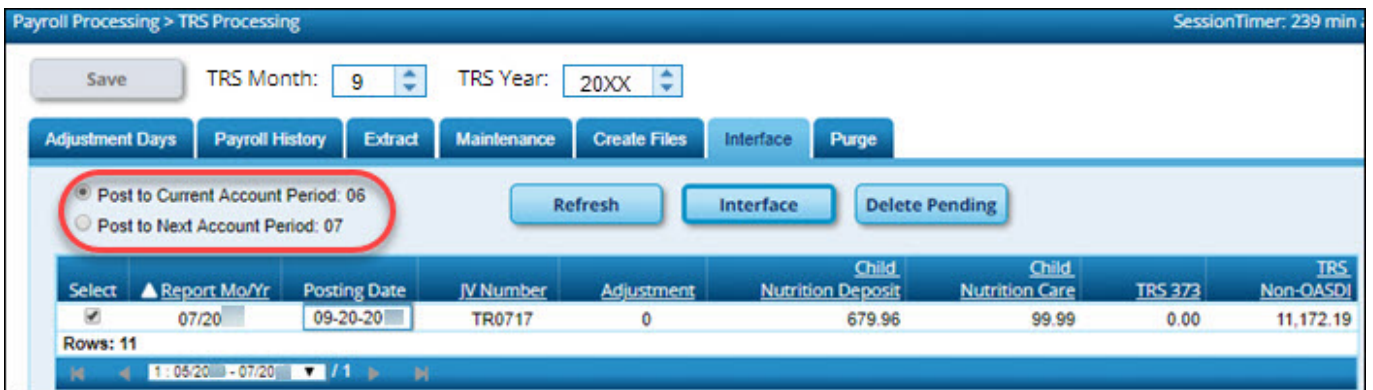 Payroll Processing > TRS Processing SessionTimer: 239 min
Save TRS Month: 9 TRS Year: 20XX
Adjustment Days Payroll History Extract Maintenance Create Files Interface Purge
Post to Current Account Period: 06
Post to Next Account Period: 07
Refresh Interface Delete Pending
Select Report Mo/Yr Posting Date JV Number Adjustment Child Nutrition Deposit Child Nutrition Care TRS 373 TRS Non-OASDI
07/20 09-20-20 TR0717 0 679.96 99.99 0.00 11,172.19
Rows: 11
1 : 05/20 - 07/20 / 1